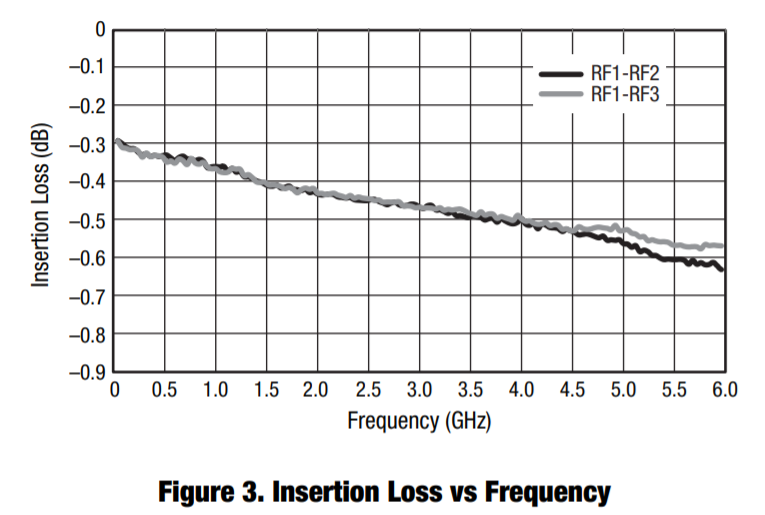 0
–0.1
–0.2
–0.3
–0.4
–0.5
–0.6
–0.7
–0.8
–0.9
Insertion Loss (dB)
RF1-RF2
RF1-RF3
0 0.5 1.0 1.5 2.0 2.5 3.0 3.5 4.0 4.5 5.0 5.5 6.0
Frequency (GHz)
Figure 3. Insertion Loss vs Frequency